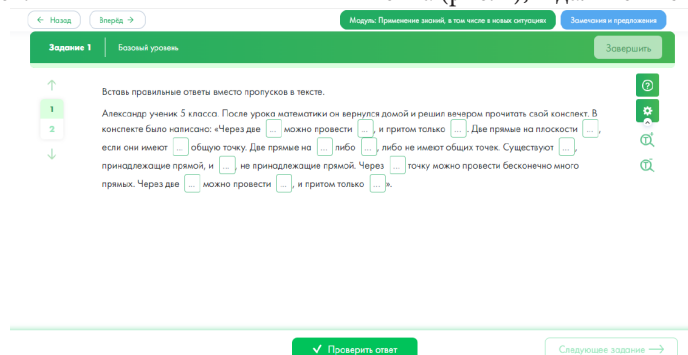 ← Назад Вперёд → Модуль: Применение знаний, в том числе в новых ситуациях Замечания и предложения
Задание 1 Базовый уровень Завершить
Вставь правильные ответы вместо пропусков в тексте.
1
2
Александр ученик 5 класса. После урока математики он вернулся домой и решил вечером прочитать свой конспект. В
конспекте было написано: «Через две ... можно провести ..., и притом только .... Две прямые на плоскости ...,
если они имеют ... общую точку. Две прямые на ... либо ..., либо не имеют общих точек. Существуют ...,
принадлежащие прямой, и ..., не принадлежащие прямой. Через ... точку можно провести бесконечно много
прямых. Через две ... можно провести ..., и притом только ...».
✓ Проверить ответ Следующее задание →